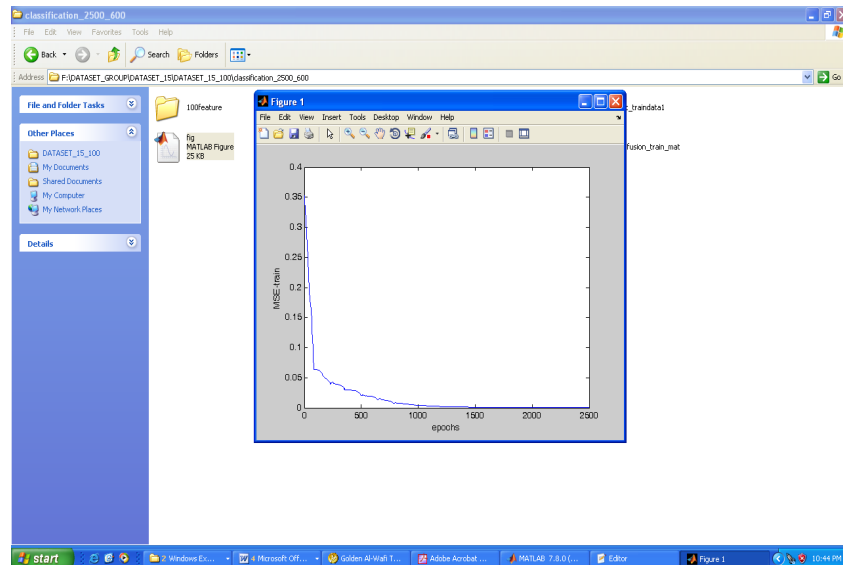 classification_2500_600
File Edit View Favorites Tools Help
Back Search Folders
Address F:\DATASET_GROUP\DATASET_15\DATASET_15_100\classification_2500_600 Go
File and Folder Tasks
Other Places
DATASET_15_100
My Documents
Shared Documents
My Computer
My Network Places
Details
100feature
fig
MATLAB Figure
25 KB
t_traindata1
fusion_train_mat
Figure 1
File Edit View Insert Tools Desktop Window Help
0.4
0.35
0.3
0.25
0.2
0.15
0.1
0.05
0
MSE-train
0 500 1000 1500 2000 2500
epochs
start 2 Windows Ex... 4 Microsoft Off... Golden Al-Wafi T... Adobe Acrobat ... MATLAB 7.8.0 (... Editor Figure 1 10:44 PM